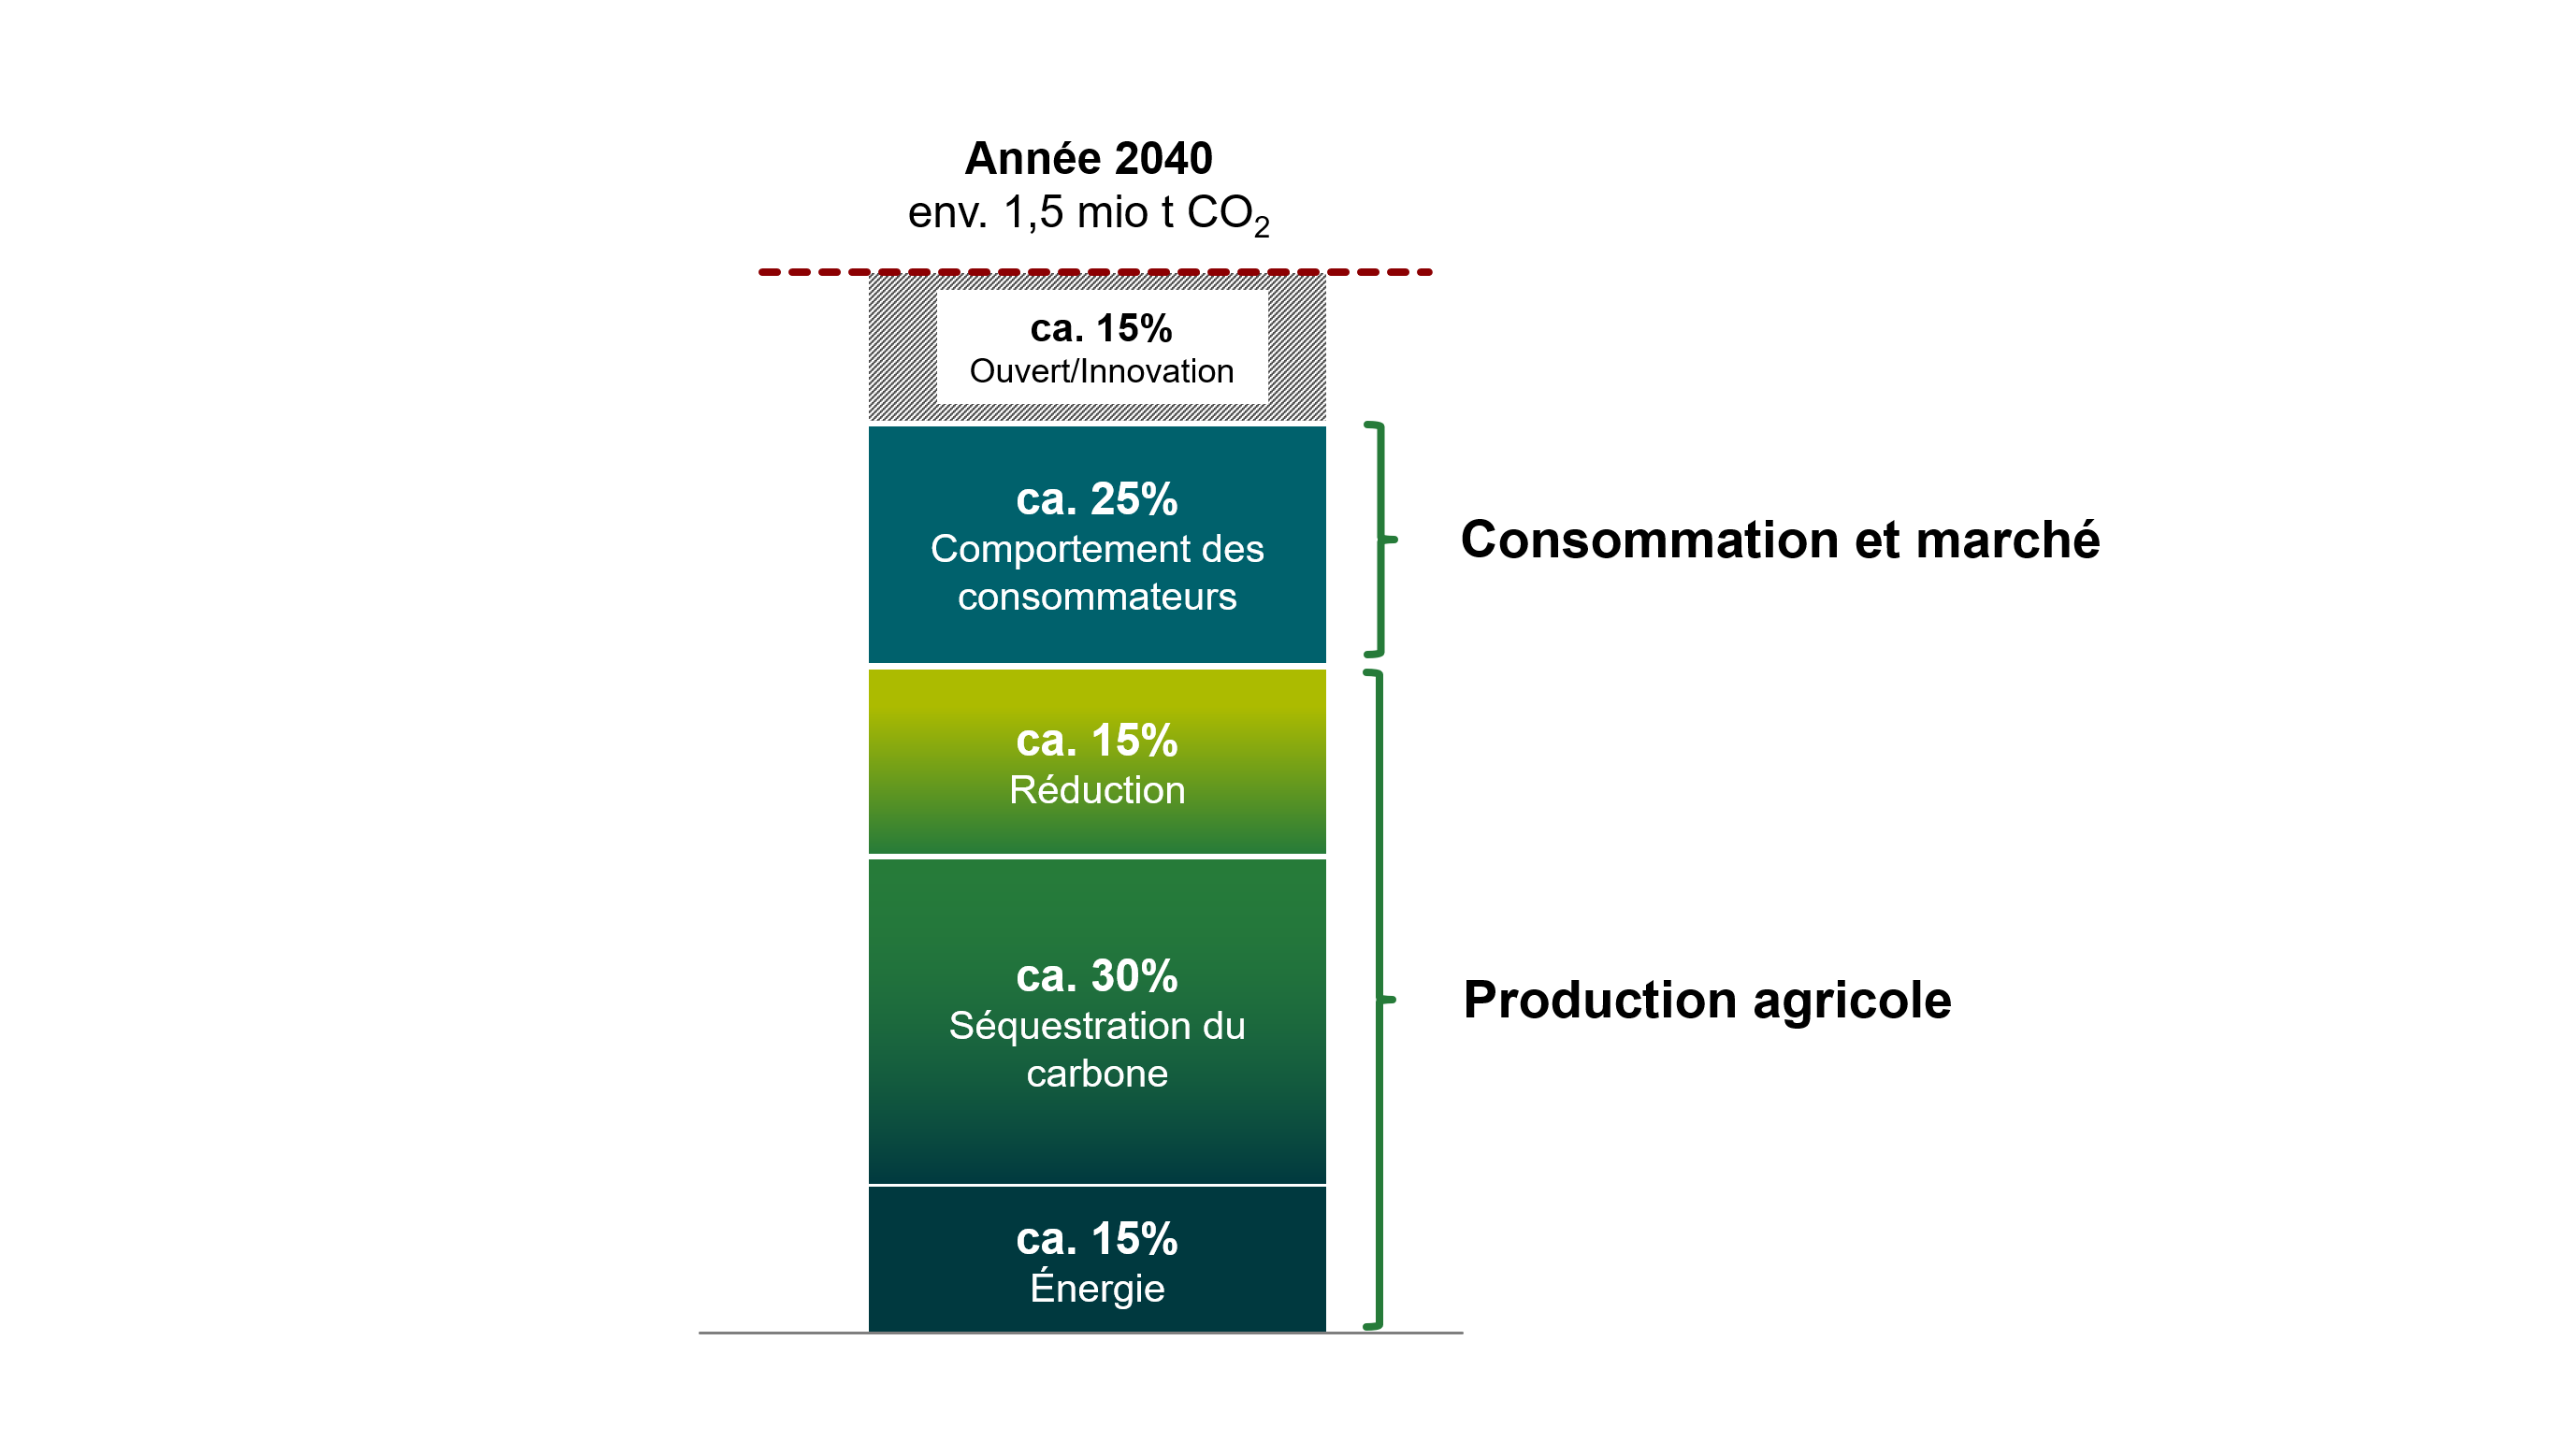 Année 2040
env. 1,5 mio t CO₂
ca. 15%
Ouvert/Innovation
ca. 25%
Comportement des
consommateurs
Consommation et marché
ca. 15%
Réduction
ca. 30%
Séquestration du
carbone
Production agricole
ca. 15%
Énergie